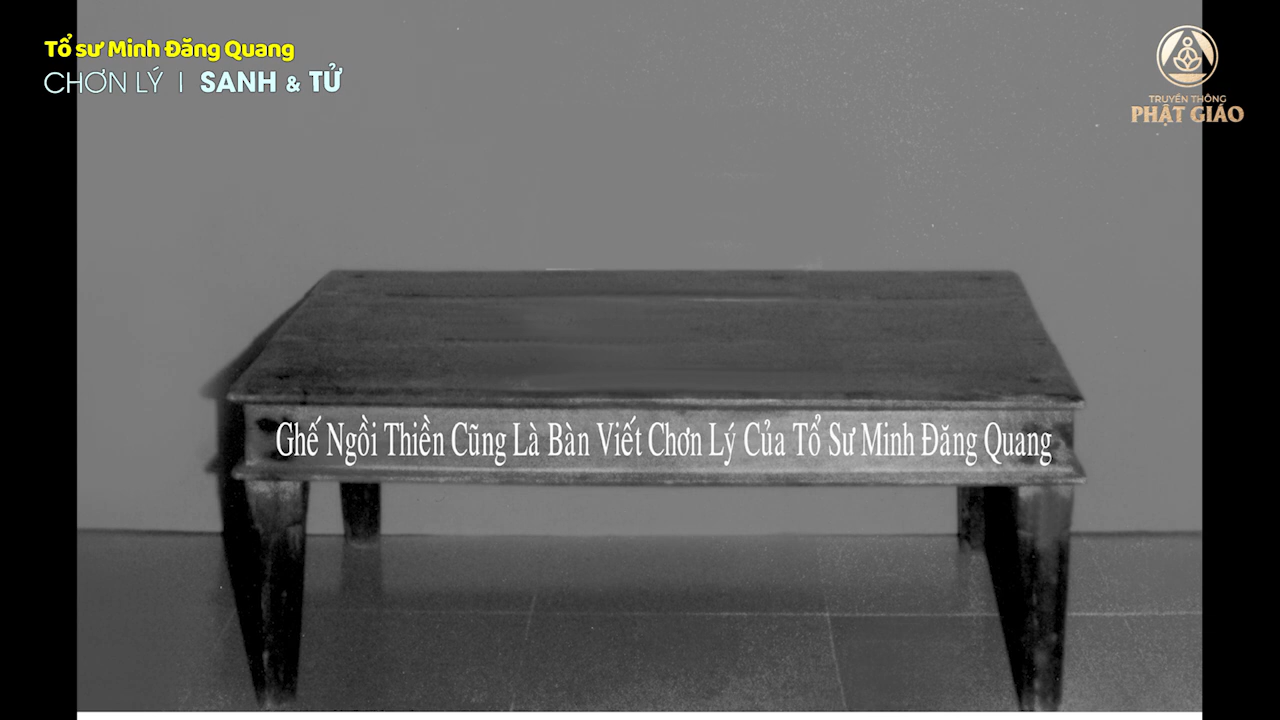 Tổ sư Minh Đăng Quang
CHƠN LÝ | SANH & TỬ
TRUYỀN THÔNG
PHẬT GIÁO
Ghế Ngồi Thiền Cũng Là Bàn Viết Chơn Lý Của Tổ Sư Minh Đăng Quang